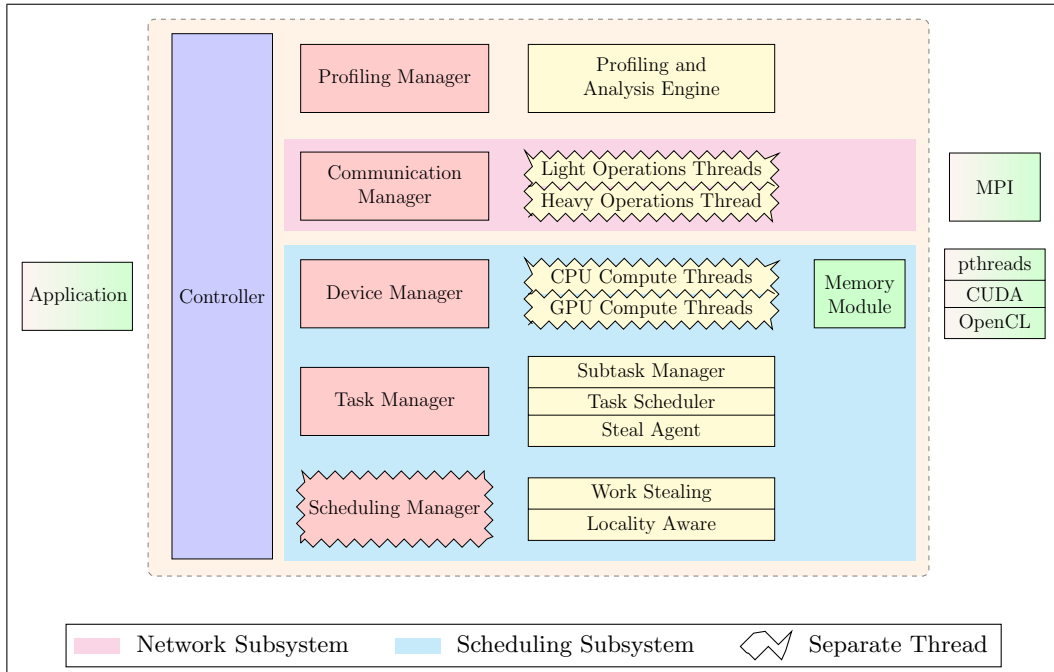 Profiling Manager
Profiling and
Analysis Engine
Communication
Manager
Light Operations Threads
Heavy Operations Thread
MPI
Application
Controller
Device Manager
CPU Compute Threads
GPU Compute Threads
Memory
Module
pthreads
CUDA
OpenCL
Task Manager
Subtask Manager
Task Scheduler
Steal Agent
Scheduling Manager
Work Stealing
Locality Aware
Network Subsystem
Scheduling Subsystem
Separate Thread